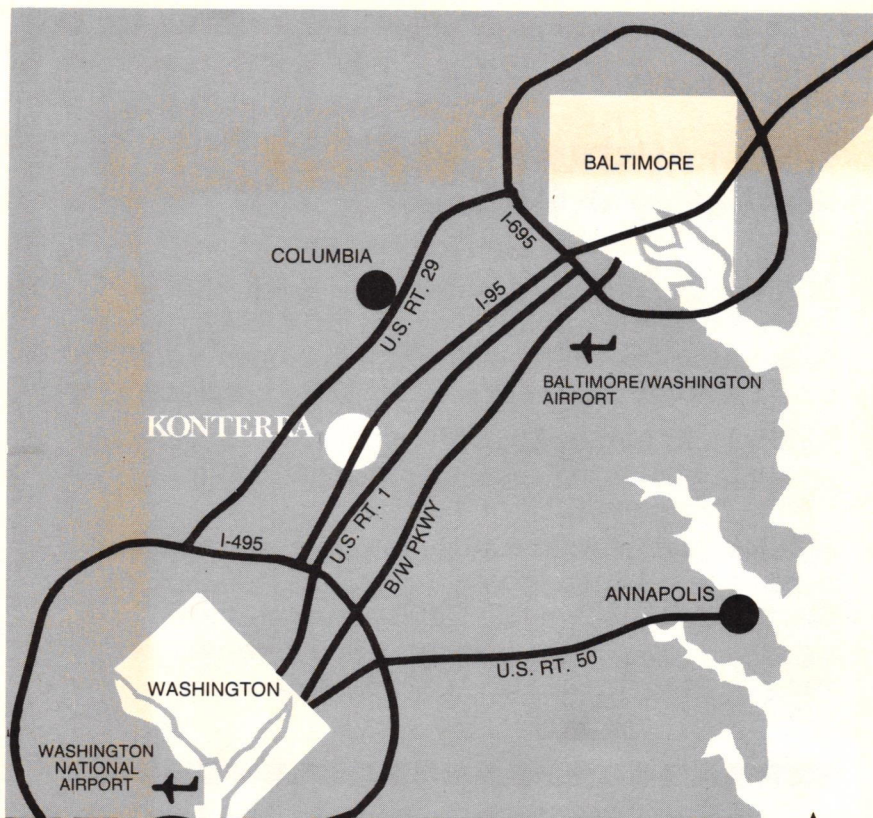 BALTIMORE
I-695
COLUMBIA
U.S. RT. 29
I-95
BALTIMORE/WASHINGTON
AIRPORT
KONTERRA
U.S. RT. 1
B/W PKWY
I-495
ANNAPOLIS
U.S. RT. 50
WASHINGTON
WASHINGTON
NATIONAL
AIRPORT